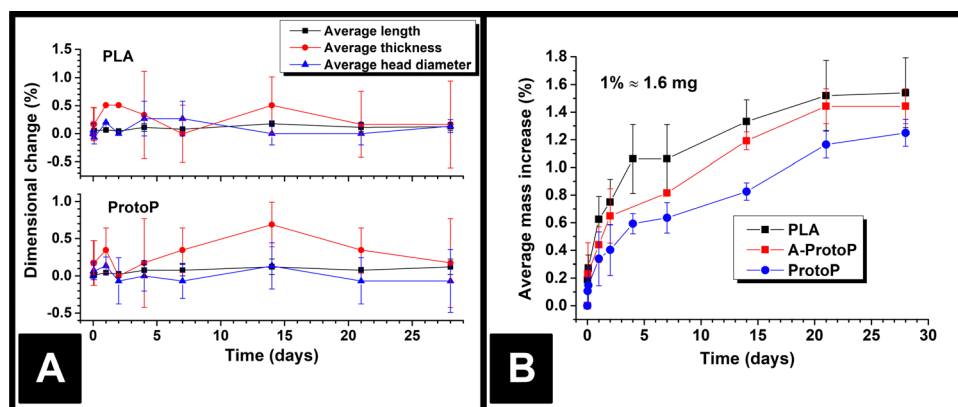 PLA
Average length
Average thickness
Average head diameter
1.5
1.0
0.5
0.0
-0.5
Dimensional change (%)
ProtoP
1.0
0.5
0.0
-0.5
0 5 10 15 20 25
Time (days)
A
1% ≈ 1.6 mg
Average mass increase (%)
1.8
1.6
1.4
1.2
1.0
0.8
0.6
0.4
0.2
0.0
PLA
A-ProtoP
ProtoP
0 5 10 15 20 25 30
Time (days)
B